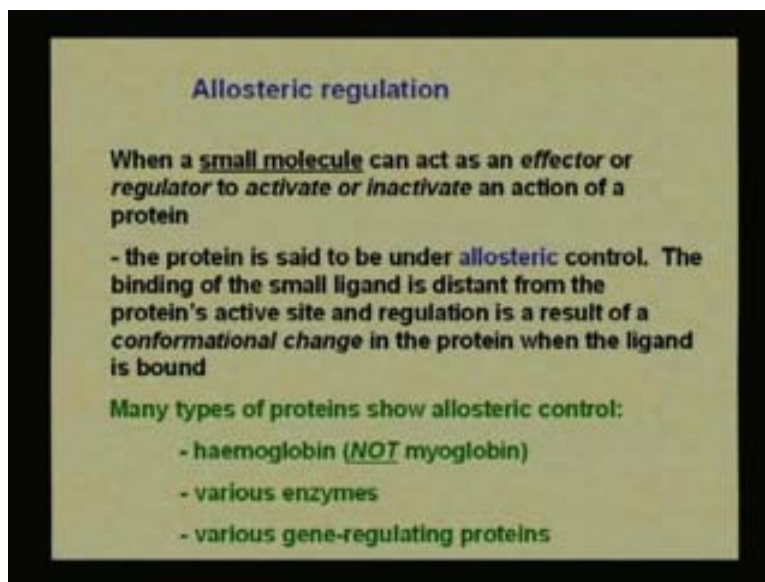 Allosteric regulation
When a small molecule can act as an effector or
regulator to activate or inactivate an action of a
protein
- the protein is said to be under allosteric control. The
binding of the small ligand is distant from the
protein's active site and regulation is a result of a
conformational change in the protein when the ligand
is bound
Many types of proteins show allosteric control:
- haemoglobin (NOT myoglobin)
- various enzymes
- various gene-regulating proteins